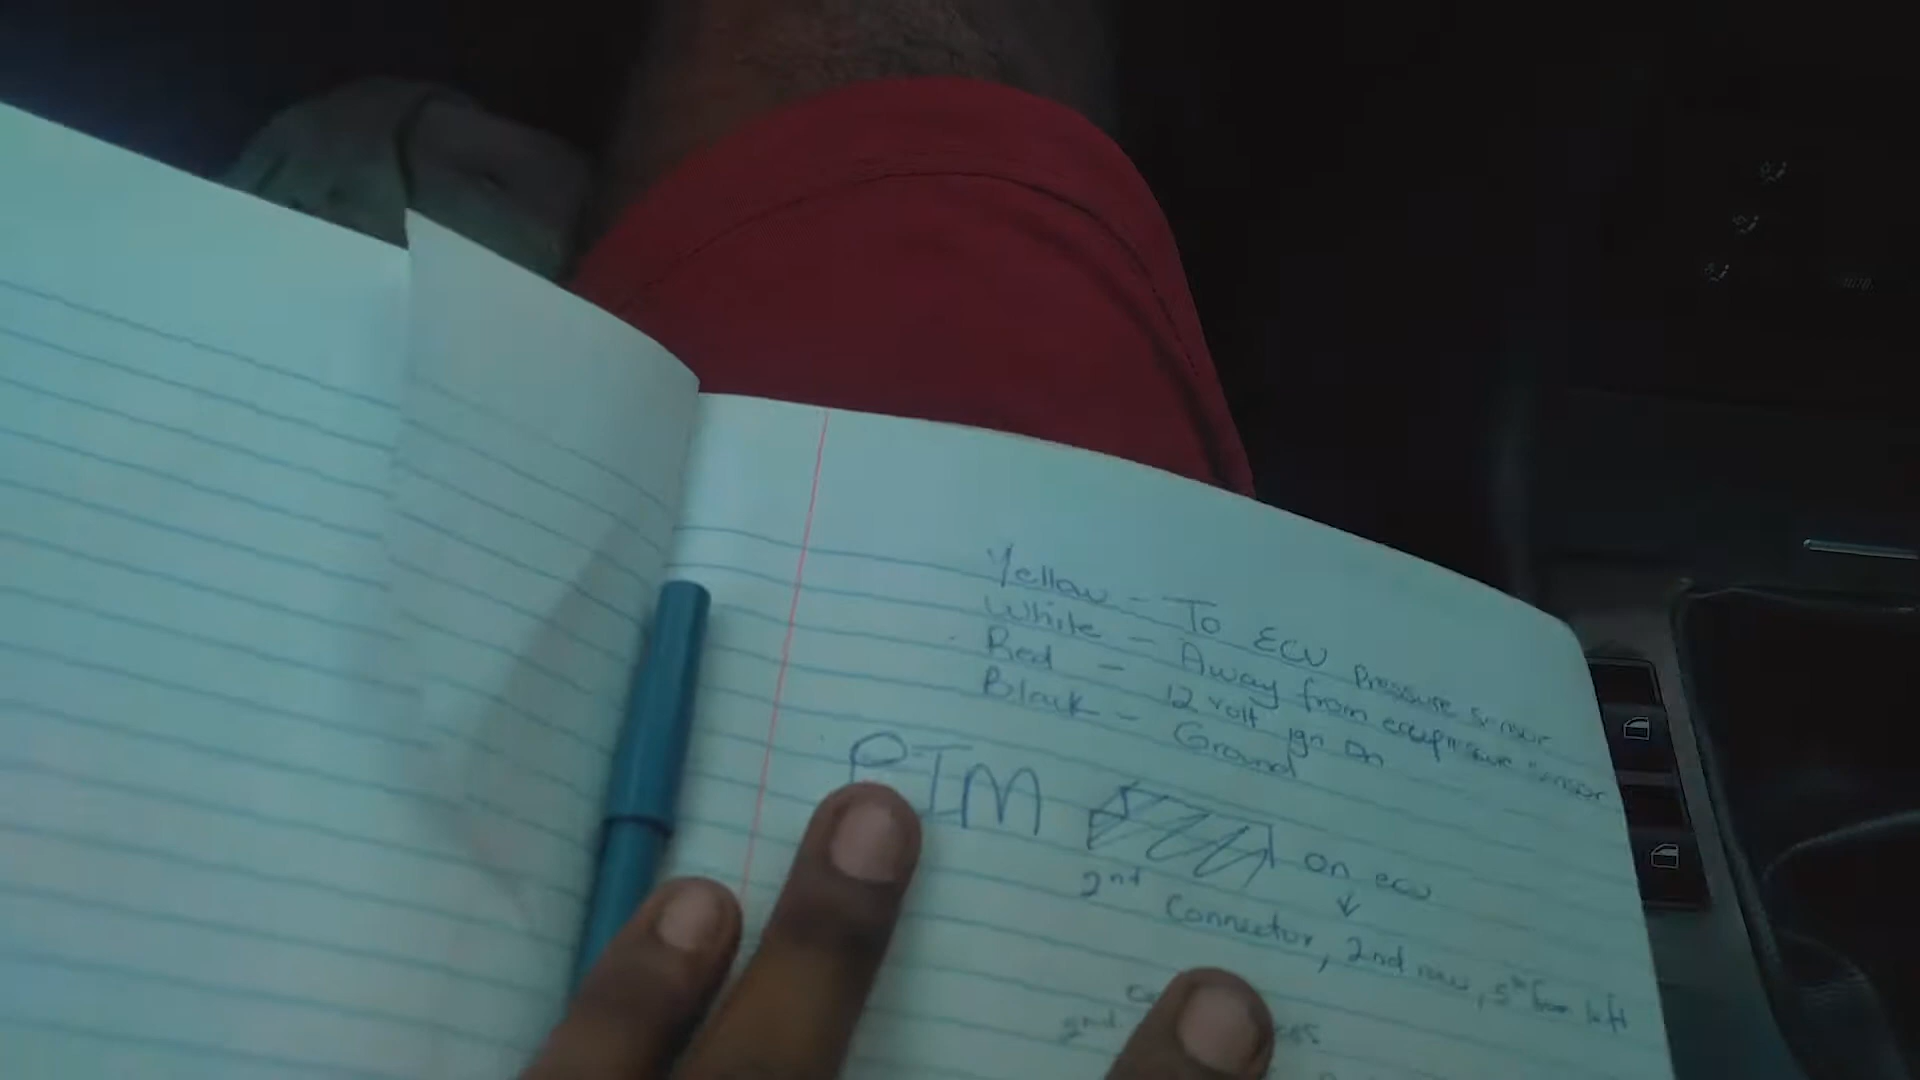 Yellow - To ECU Pressure sensor
White - Away from ecu pressure sensor
Red - 12 volt ign on
Black - Ground
PIM on ecu
2nd Connector, 2nd row, 5th from left
2nd